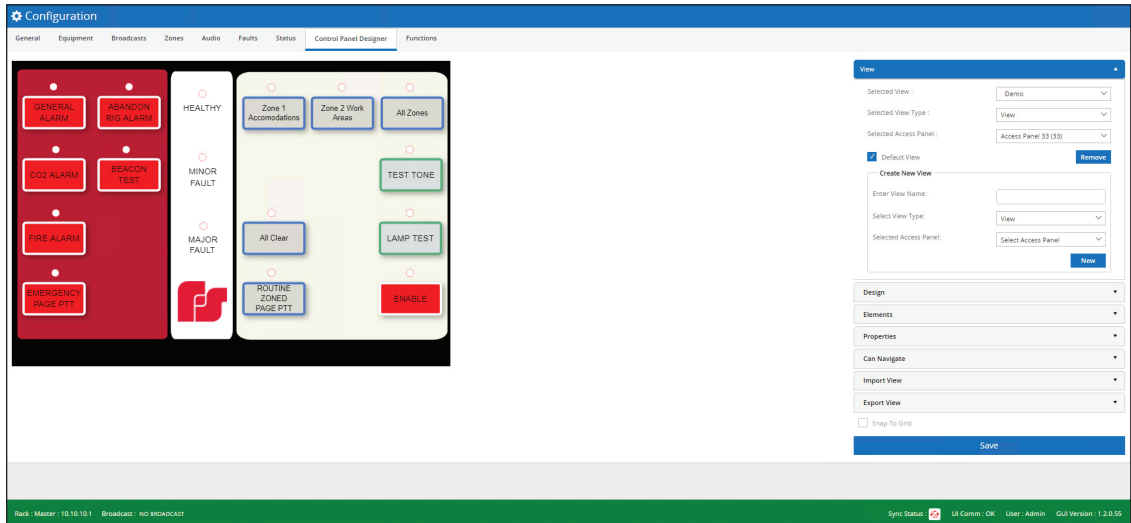 Configuration
General Equipment Broadcasts Zones Audio Faults Status Control Panel Designer Functions
GENERAL
ALARM
ABANDON
RIG ALARM
CO2 ALARM
BEACON
TEST
FIRE ALARM
EMERGENCY
PAGE PTT
HEALTHY
MINOR
FAULT
MAJOR
FAULT
Zone 1
Accomodations
Zone 2 Work
Areas
All Zones
TEST TONE
All Clear
LAMP TEST
ROUTINE
ZONED
PAGE PTT
ENABLE
View
Selected View : Demo
Selected View Type : View
Selected Access Panel : Access Panel 33 (33)
Default View Remove
Create New View
Enter View Name:
Select View Type: View
Selected Access Panel: Select Access Panel
New
Design
Elements
Properties
Can Navigate
Import View
Export View
Snap To Grid
Save
Rack : Master : 10.10.10.1 Broadcast : NO BROADCAST Sync Status : UI Comm : OK User : Admin GUI Version : 1.2.0.55